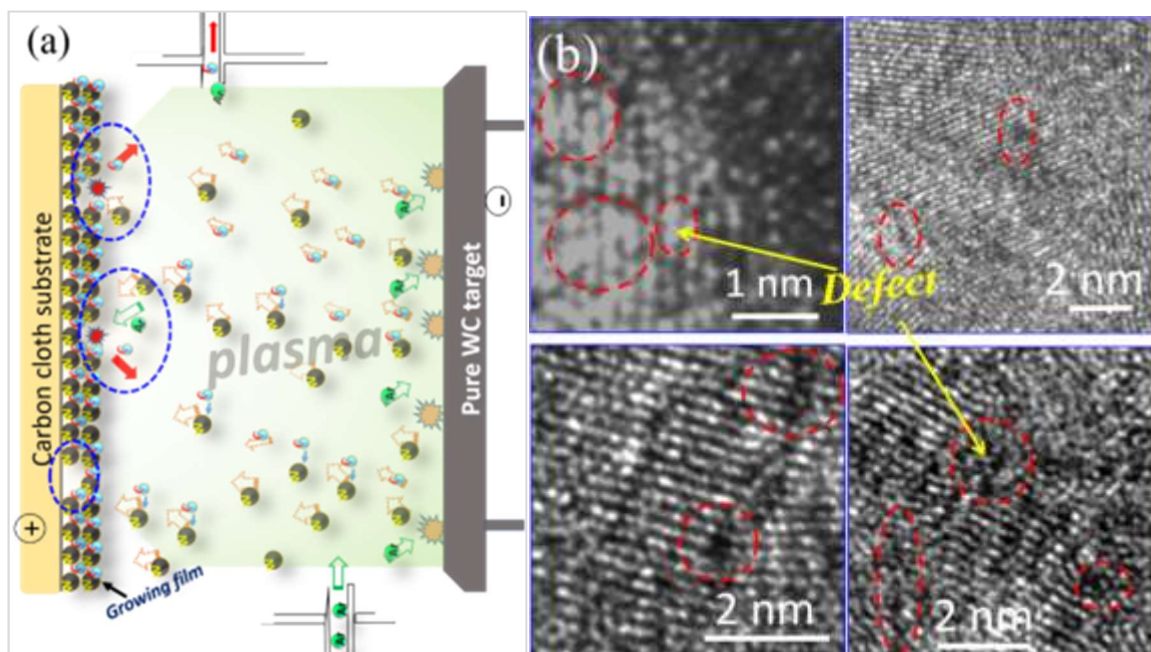 (a)
Carbon cloth substrate
plasma
Pure WC target
Growing film
(b)
1 nm
Defect
2 nm
2 nm
2 nm